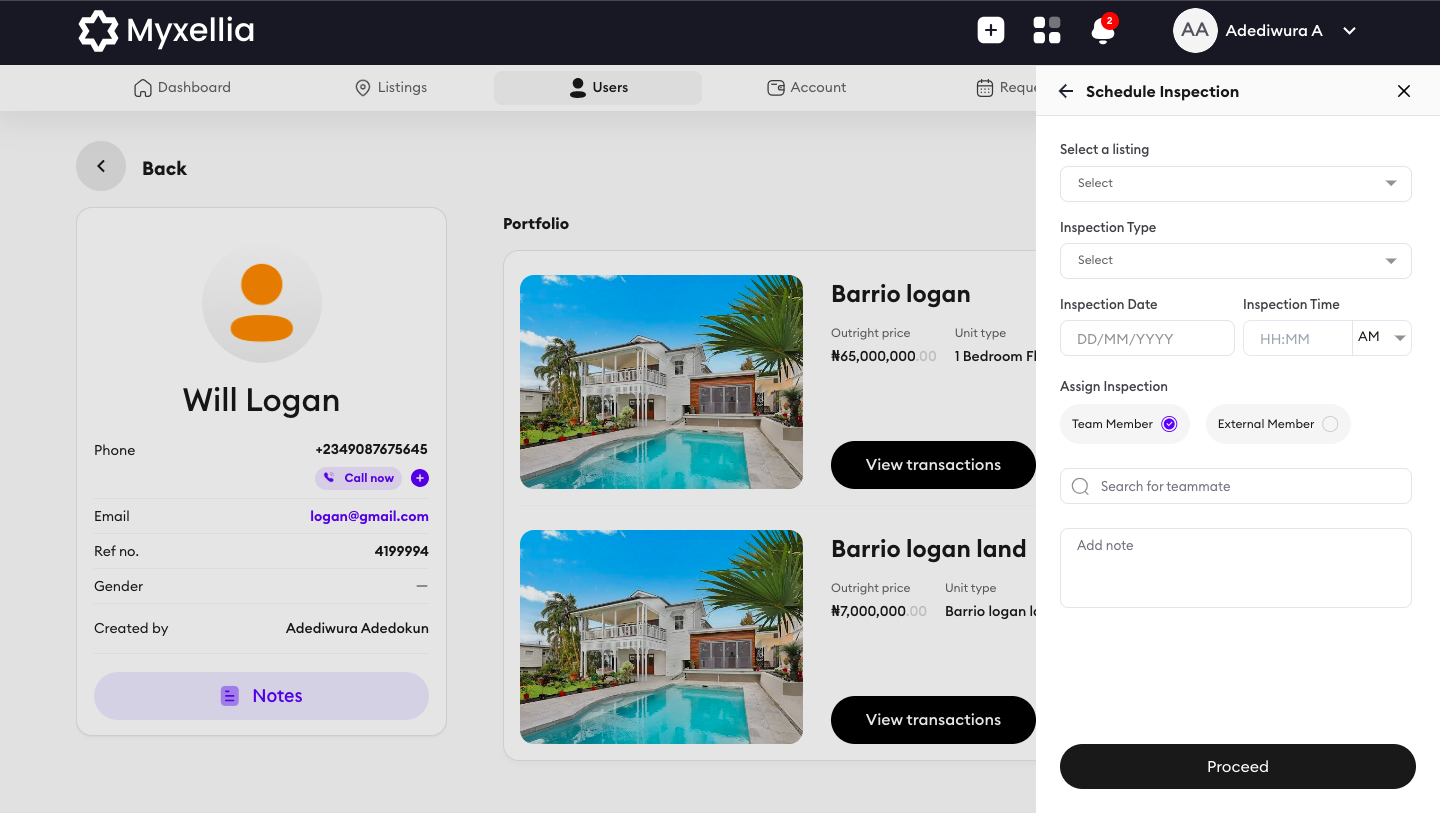 Myxellia
2
AA
Adediwura A
Dashboard
Listings
Users
Account
Reque
Back
Will Logan
Phone
+2349087675645
Call now
Email
logan@gmail.com
Ref no.
4199994
Gender
—
Created by
Adediwura Adedokun
Notes
Portfolio
Barrio logan
Outright price
Unit type
₦65,000,000.00
1 Bedroom Fl
View transactions
Barrio logan land
Outright price
Unit type
₦7,000,000.00
Barrio logan la
View transactions
Schedule Inspection
Select a listing
Select
Inspection Type
Select
Inspection Date
Inspection Time
DD/MM/YYYY
HH:MM
AM
Assign Inspection
Team Member
External Member
Search for teammate
Add note
Proceed